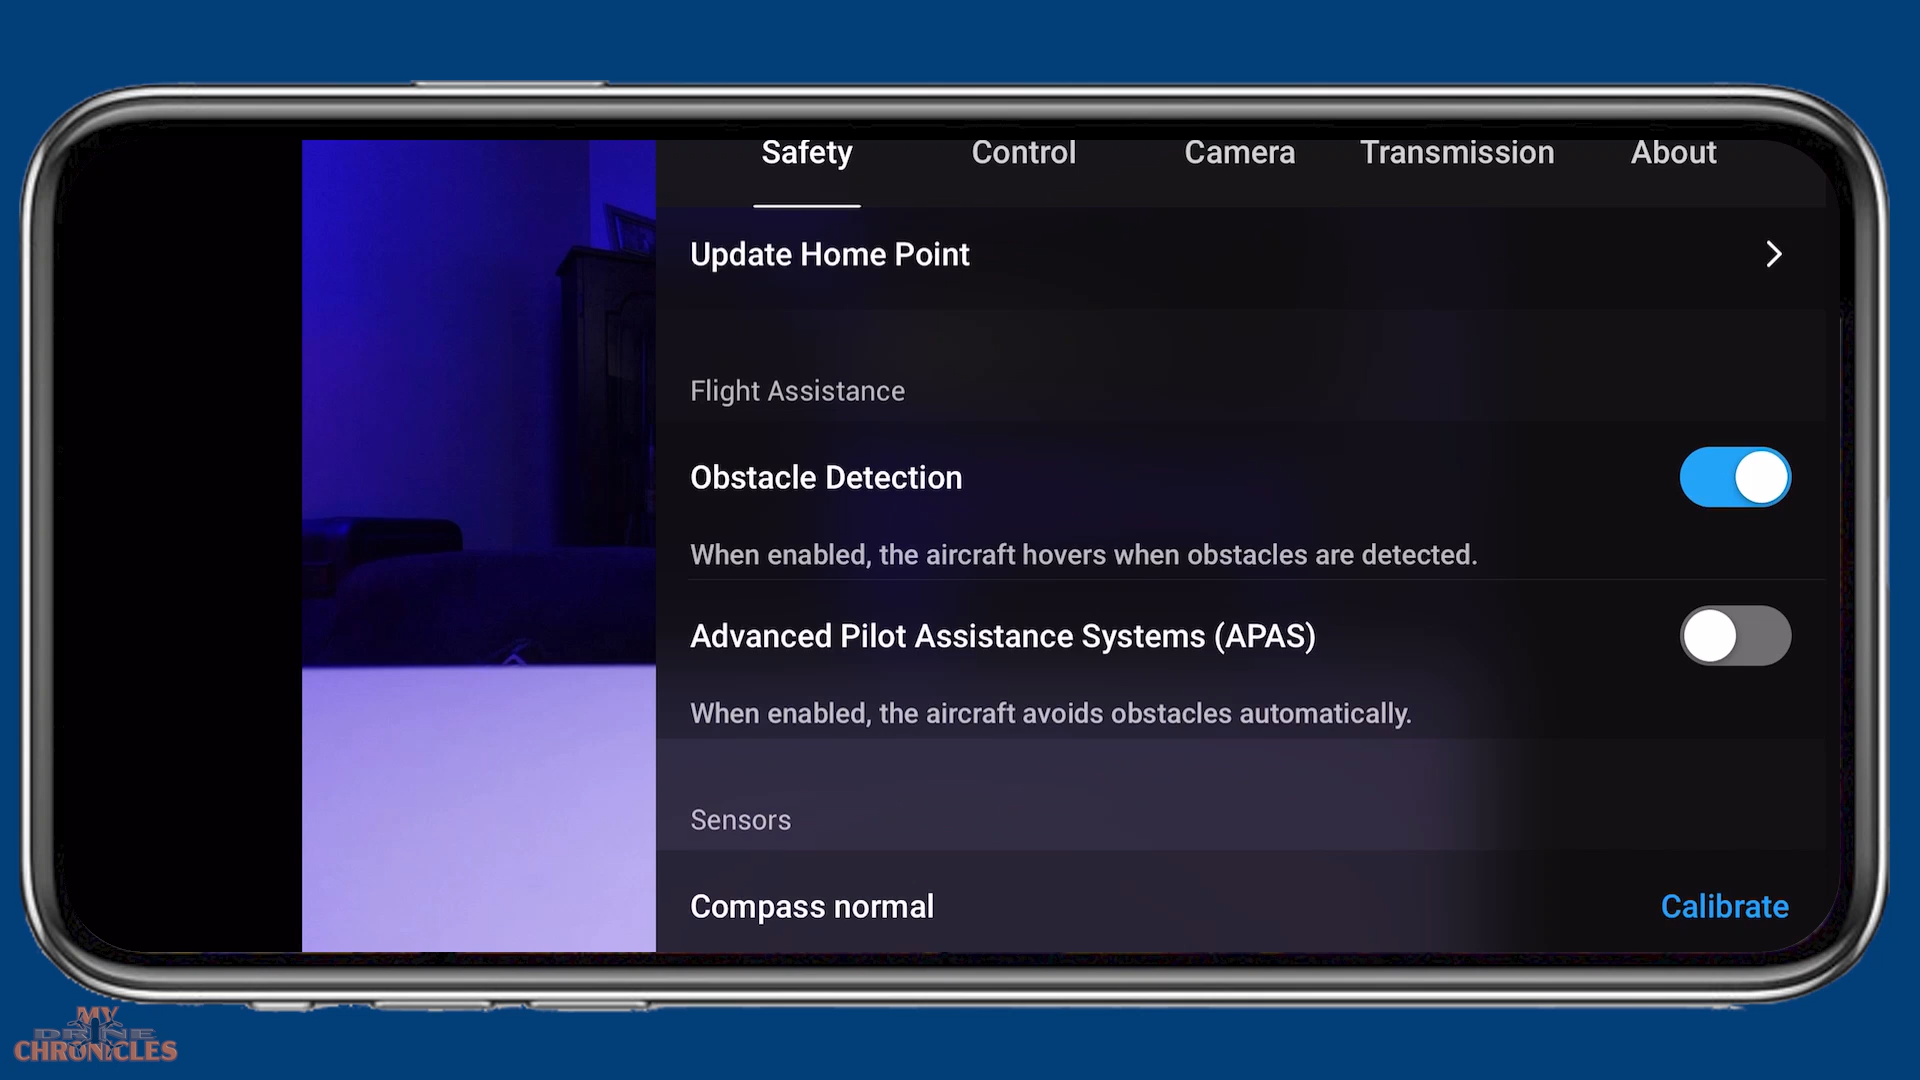 Safety Control Camera Transmission About
Update Home Point
Flight Assistance
Obstacle Detection
When enabled, the aircraft hovers when obstacles are detected.
Advanced Pilot Assistance Systems (APAS)
When enabled, the aircraft avoids obstacles automatically.
Sensors
Compass normal Calibrate
MY
DRONE
CHRONICLES